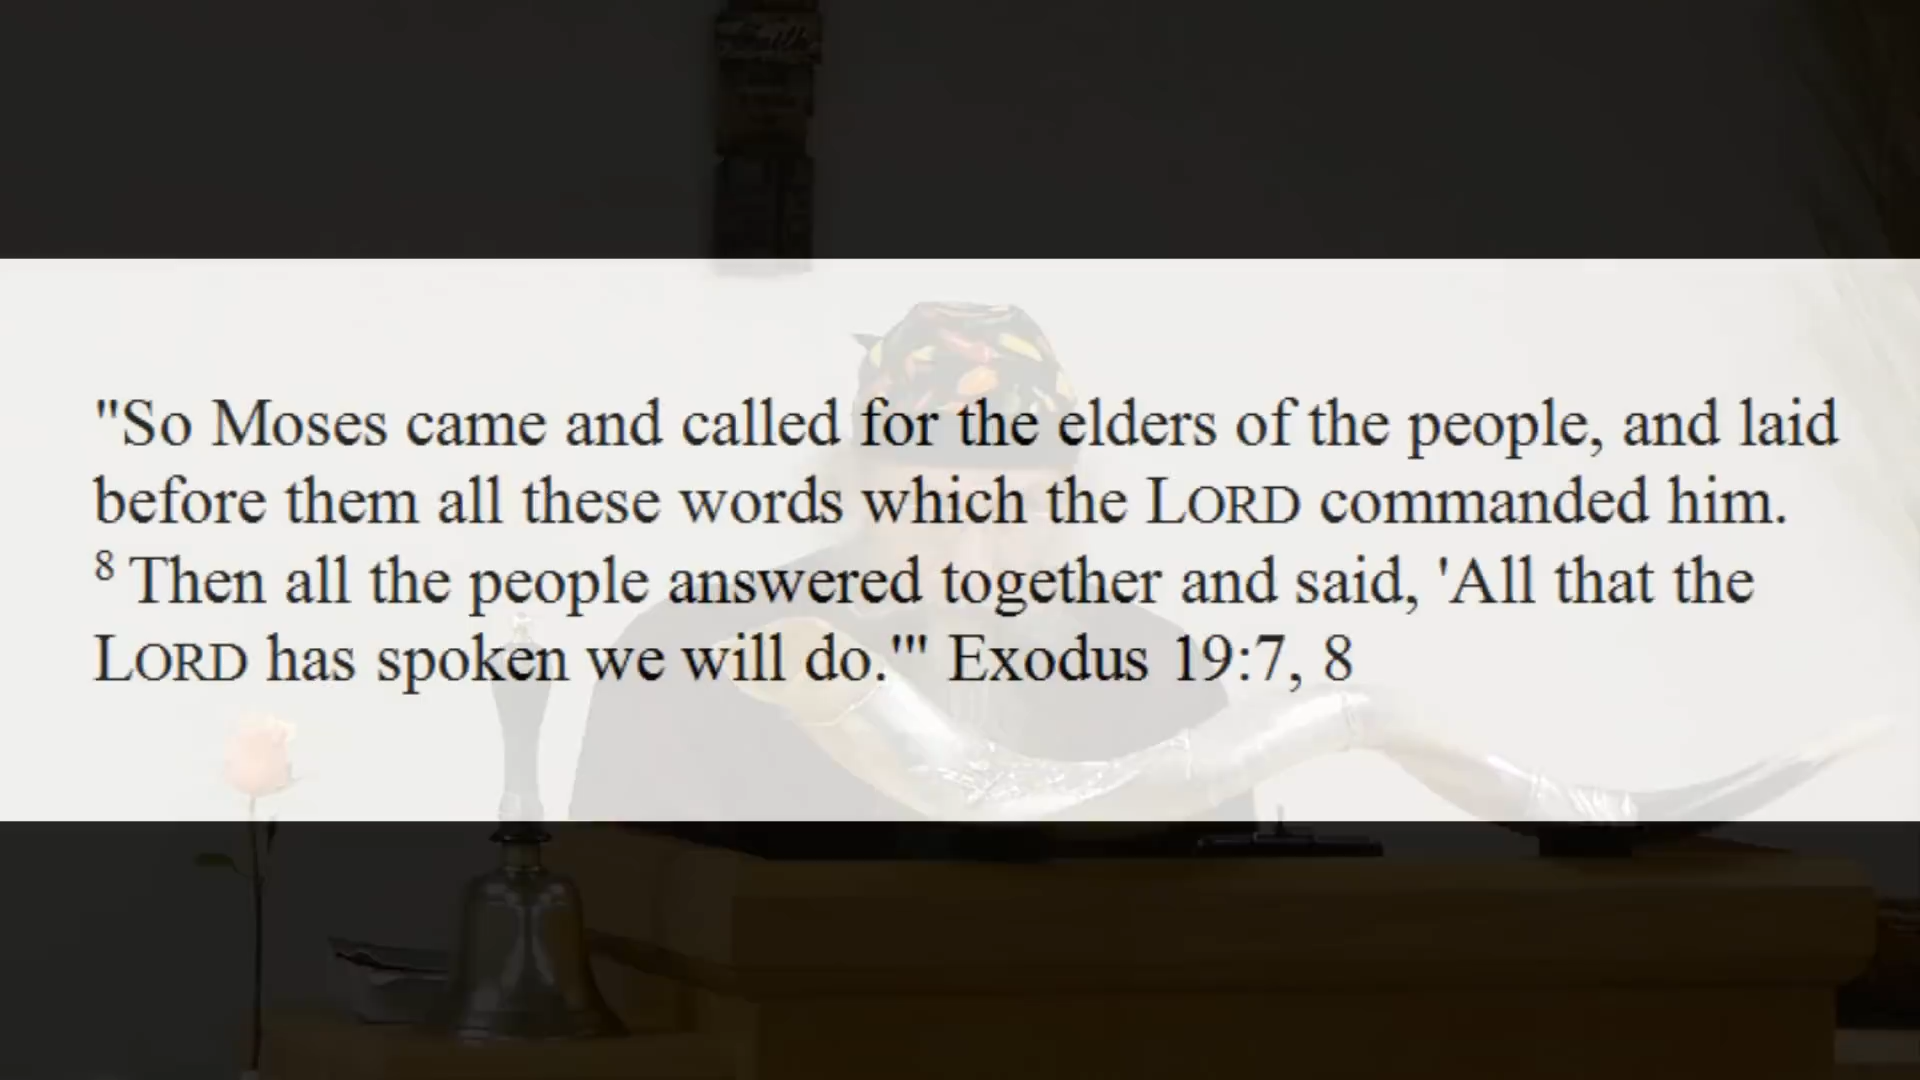 Faith
"So Moses came and called for the elders of the people, and laid
before them all these words which the LORD commanded him.
8 Then all the people answered together and said, 'All that the
LORD has spoken we will do.'" Exodus 19:7, 8